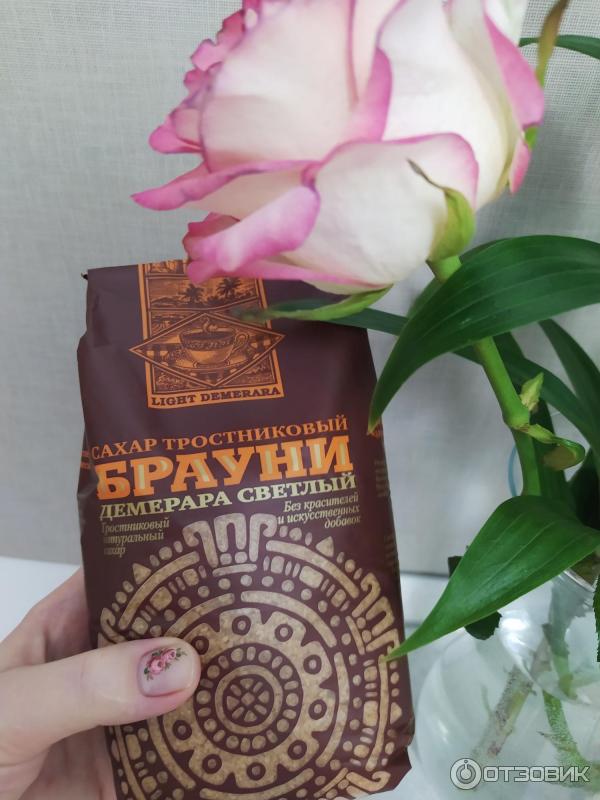 LIGHT DEMERARA
САХАР ТРОСТНИКОВЫЙ
БРАУНИ
ДЕМЕРАРА СВЕТЛЫЙ
Тростниковый
натуральный
сахар
Без красителей
и искусственных
добавок
ОТЗОВИК